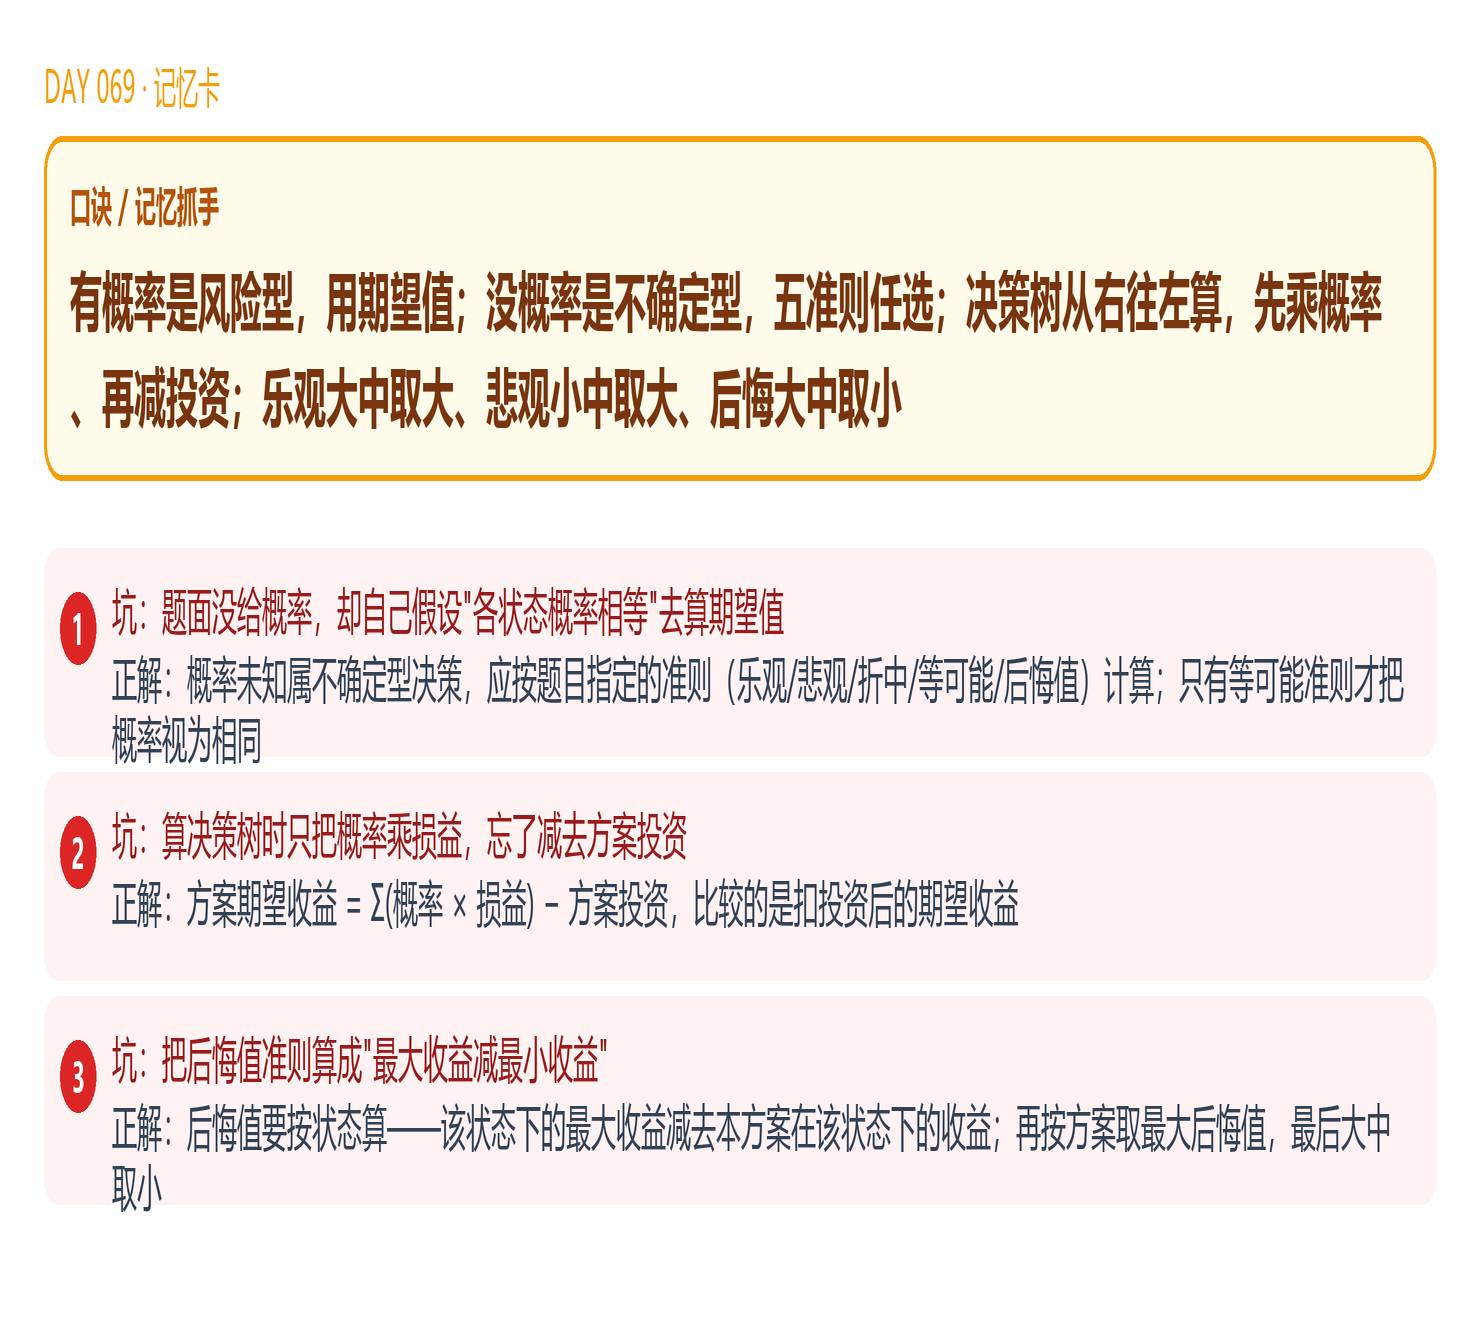 DAY 069 · 记忆卡
口诀 / 记忆抓手
有概率是风险型，用期望值；没概率是不确定型，五准则任选；决策树从右往左算，先乘概率
、再减投资；乐观大中取大、悲观小中取大、后悔大中取小
1
坑：题面没给概率，却自己假设"各状态概率相等"去算期望值
正解：概率未知属不确定型决策，应按题目指定的准则（乐观/悲观/折中/等可能/后悔值）计算；只有等可能准则才把
概率视为相同
2
坑：算决策树时只把概率乘损益，忘了减去方案投资
正解：方案期望收益 = Σ(概率 × 损益) − 方案投资，比较的是扣投资后的期望收益
3
坑：把后悔值准则算成"最大收益减最小收益"
正解：后悔值要按状态算——该状态下的最大收益减去本方案在该状态下的收益；再按方案取最大后悔值，最后大中
取小